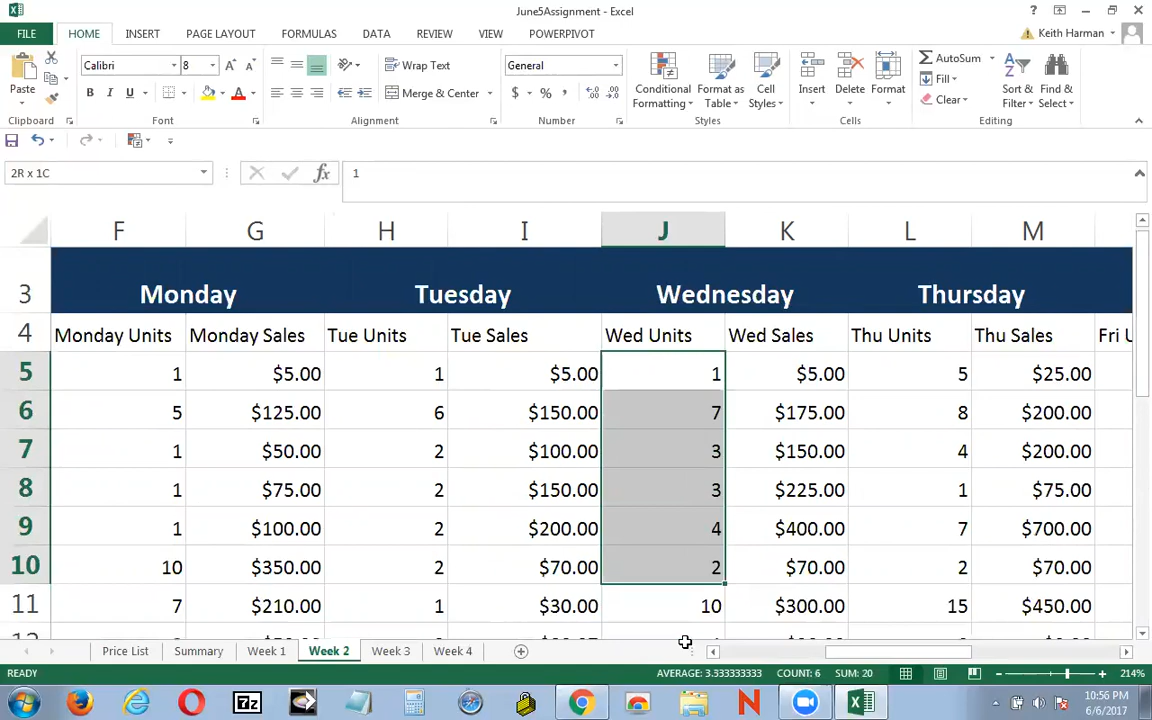 June5Assignment - Excel
FILE HOME INSERT PAGE LAYOUT FORMULAS DATA REVIEW VIEW POWERPIVOT Keith Harman
Calibri 8 Wrap Text General AutoSum
Fill
Paste B I U Merge & Center $ % , Conditional Formatting Format as Table Cell Styles Insert Delete Format Clear Sort & Filter Find & Select
Clipboard Font Alignment Number Styles Cells Editing
2R x 1C fx 1
F G H I J K L M
3 Monday Tuesday Wednesday Thursday
4 Monday Units Monday Sales Tue Units Tue Sales Wed Units Wed Sales Thu Units Thu Sales Fri U
5 1 $5.00 1 $5.00 1 $5.00 5 $25.00
6 5 $125.00 6 $150.00 7 $175.00 8 $200.00
7 1 $50.00 2 $100.00 3 $150.00 4 $200.00
8 1 $75.00 2 $150.00 3 $225.00 1 $75.00
9 1 $100.00 2 $200.00 4 $400.00 7 $700.00
10 10 $350.00 2 $70.00 2 $70.00 2 $70.00
11 7 $210.00 1 $30.00 10 $300.00 15 $450.00
Price List Summary Week 1 Week 2 Week 3 Week 4
READY AVERAGE: 3.333333333 COUNT: 6 SUM: 20 214%
10:56 PM
6/6/2017